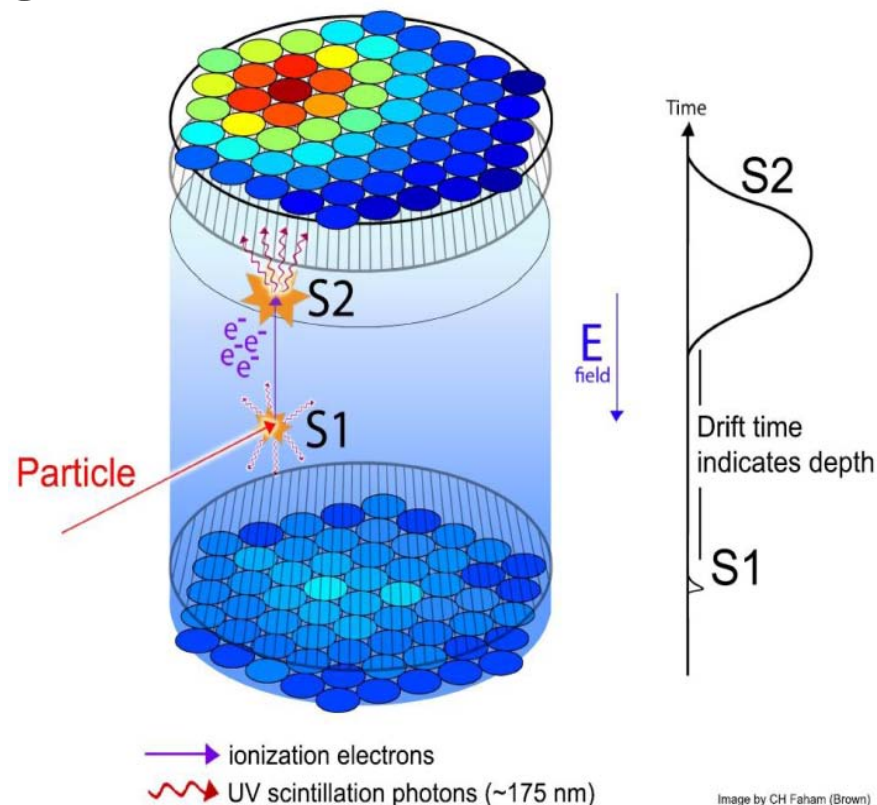 Time
S2
S2
e-
e- e-
e- e-
E
field
S1
Drift time
indicates depth
Particle
S1
ionization electrons
UV scintillation photons (~175 nm)
Image by CH Faham (Brown)